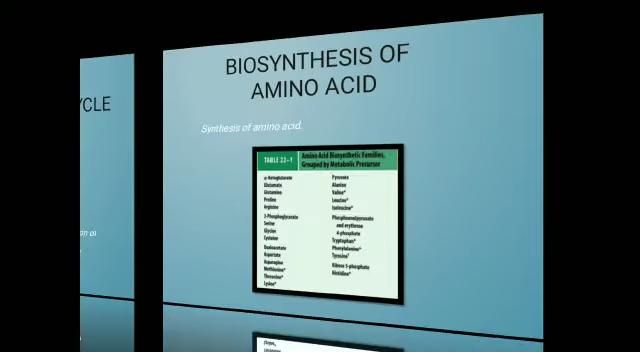 YCLE
on of
BIOSYNTHESIS OF
AMINO ACID
Synthesis of amino acid.
TABLE 22–1 Amino Acid Biosynthetic Families,
Grouped by Metabolic Precursor
α-Ketoglutarate
Glutamate
Glutamine
Proline
Arginine
3-Phosphoglycerate
Serine
Glycine
Cysteine
Oxaloacetate
Aspartate
Asparagine
Methionine*
Threonine*
Lysine*
Pyruvate
Alanine
Valine*
Leucine*
Isoleucine*
Phosphoenolpyruvate
and erythrose
4-phosphate
Tryptophan*
Phenylalanine*
Tyrosine†
Ribose 5-phosphate
Histidine*